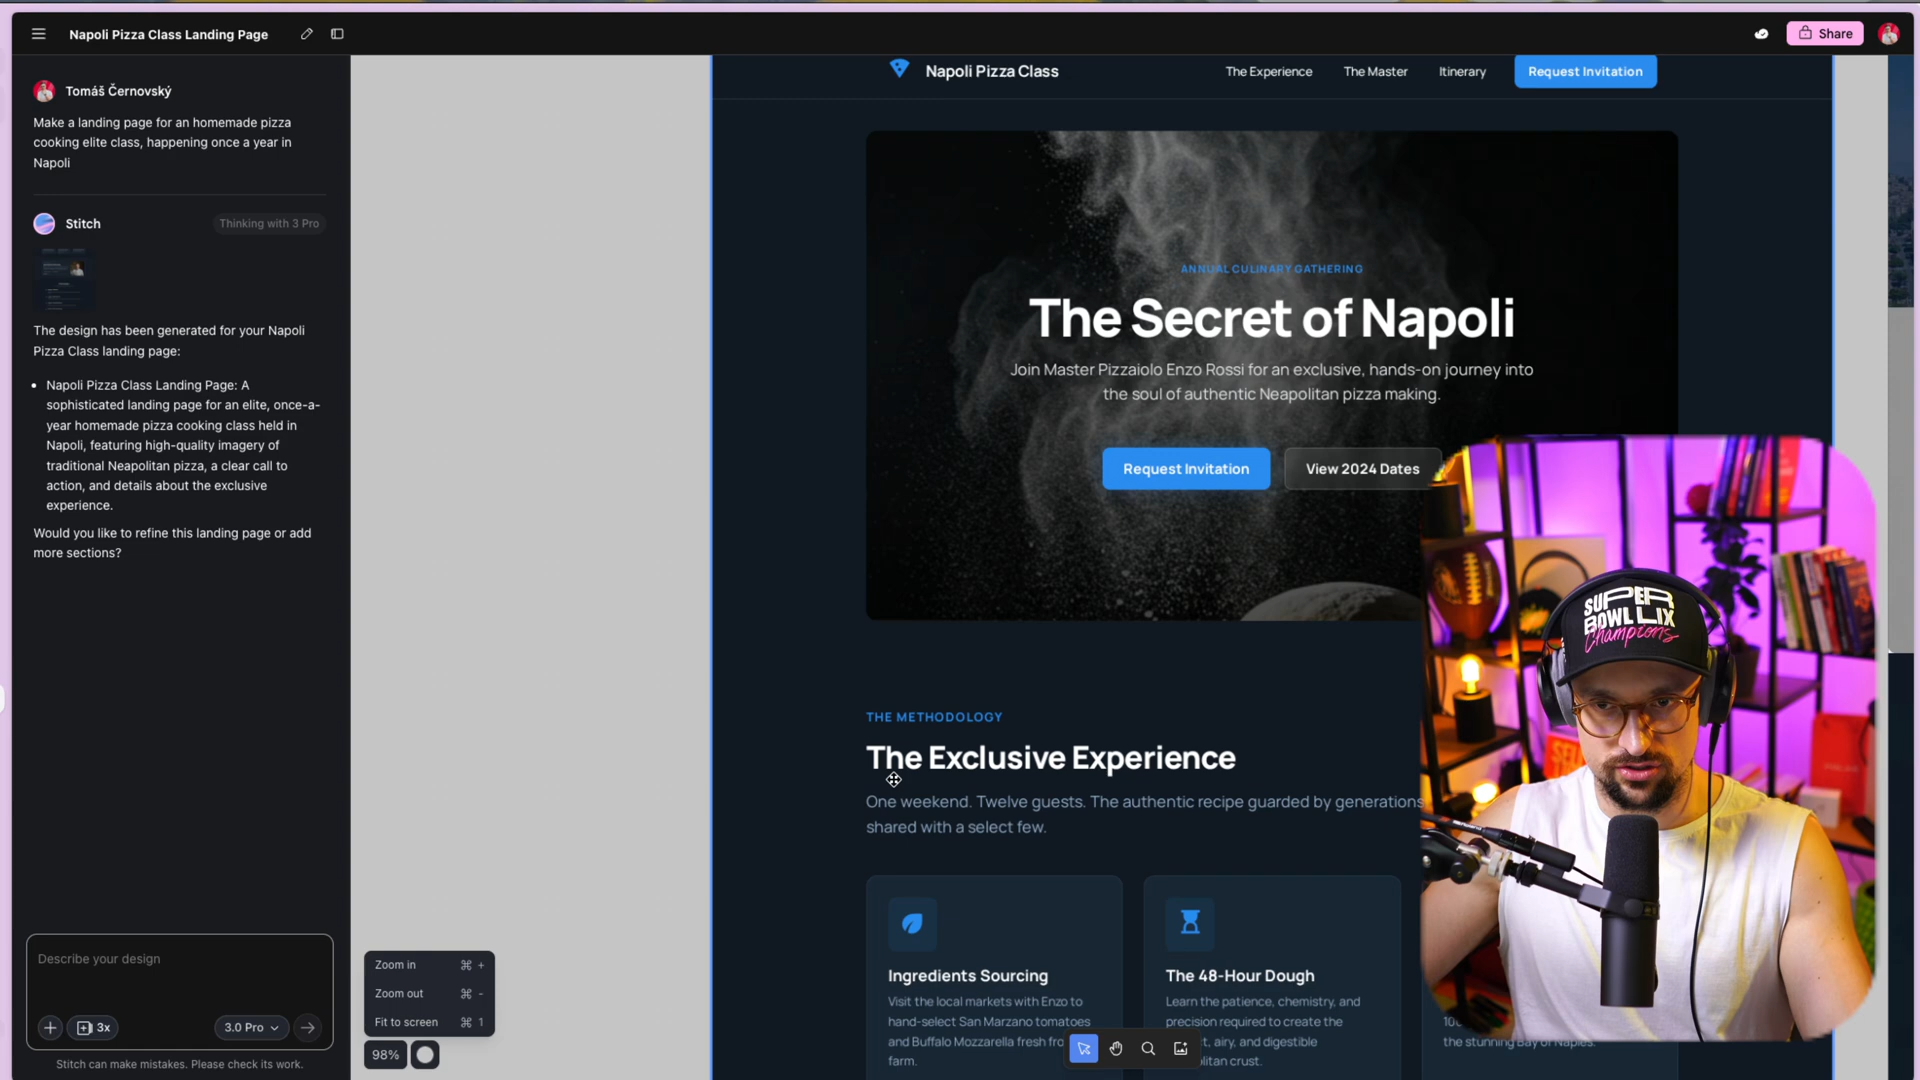 Napoli Pizza Class Landing Page
Share
Tomáš Černovský
Make a landing page for an homemade pizza
cooking elite class, happening once a year in
Napoli
Stitch
Thinking with 3 Pro
The design has been generated for your Napoli
Pizza Class landing page:
Napoli Pizza Class Landing Page: A
sophisticated landing page for an elite, once-a-
year homemade pizza cooking class held in
Napoli, featuring high-quality imagery of
traditional Neapolitan pizza, a clear call to
action, and details about the exclusive
experience.
Would you like to refine this landing page or add
more sections?
Describe your design
3x
3.0 Pro
Stitch can make mistakes. Please check its work.
Zoom in ⌘ +
Zoom out ⌘ -
Fit to screen ⌘ 1
98%
Napoli Pizza Class
The Experience
The Master
Itinerary
Request Invitation
ANNUAL CULINARY GATHERING
The Secret of Napoli
Join Master Pizzaiolo Enzo Rossi for an exclusive, hands-on journey into
the soul of authentic Neapolitan pizza making.
Request Invitation
View 2024 Dates
THE METHODOLOGY
The Exclusive Experience
One weekend. Twelve guests. The authentic recipe guarded by generations
shared with a select few.
Ingredients Sourcing
Visit the local markets with Enzo to
hand-select San Marzano tomatoes
and Buffalo Mozzarella fresh
farm.
The 48-Hour Dough
Learn the patience, chemistry, and
precision required to create the
airy, and digestible
crust.
the stunning Bay of Naples.
SUPER
BOWL LIX
Champions